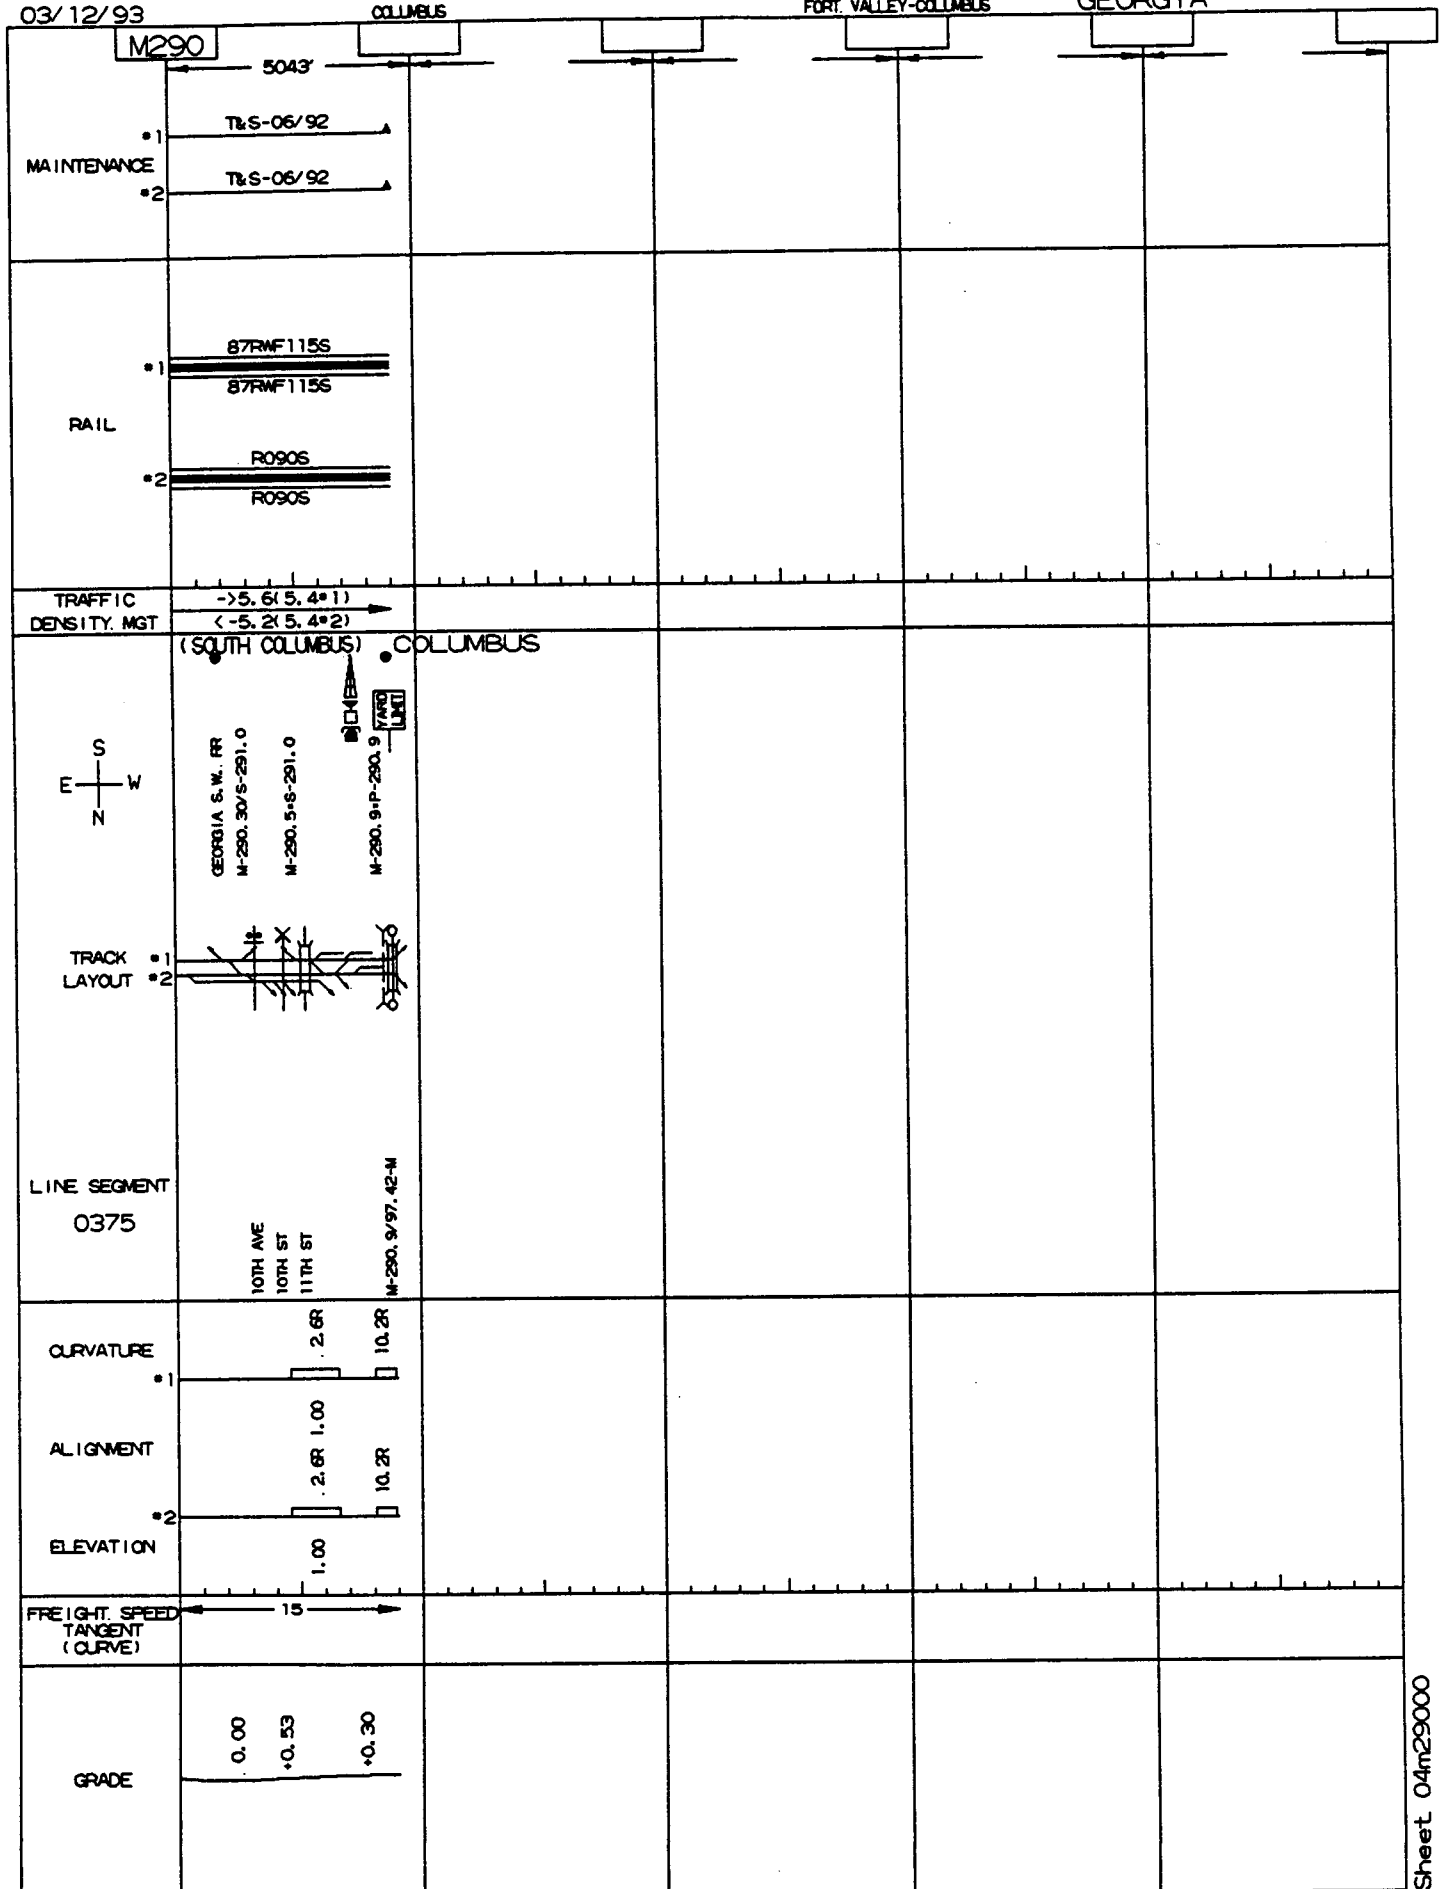 03/12/93
COLUMBUS
FORT. VALLEY-COLUMBUS
GEORGIA
M290
5043'
T&S-06/92
*1
MAINTENANCE
T&S-06/92
*2
87RWF115S
*1
87RWF115S
RAIL
R090S
*2
R090S
TRAFFIC
DENSITY. MGT
->5.6(5.4*1)
<-5.2(5.4*2)
(SOUTH COLUMBUS)
COLUMBUS
YARD
LIMIT
S
E W
N
GEORGIA S.W. RR
M-290.30/S-291.0
M-290.5=S-291.0
M-290.9=P-290.9
TRACK *1
LAYOUT *2
LINE SEGMENT
0375
10TH AVE
10TH ST
11TH ST
M-290.9/97.42-M
CURVATURE
2.6R
10.2R
*1
1.00
ALIGNMENT
2.6R
10.2R
*2
ELEVATION
1.00
FREIGHT. SPEED
TANGENT
(CURVE)
15
0.00
+0.53
+0.30
GRADE
Sheet 04m29000